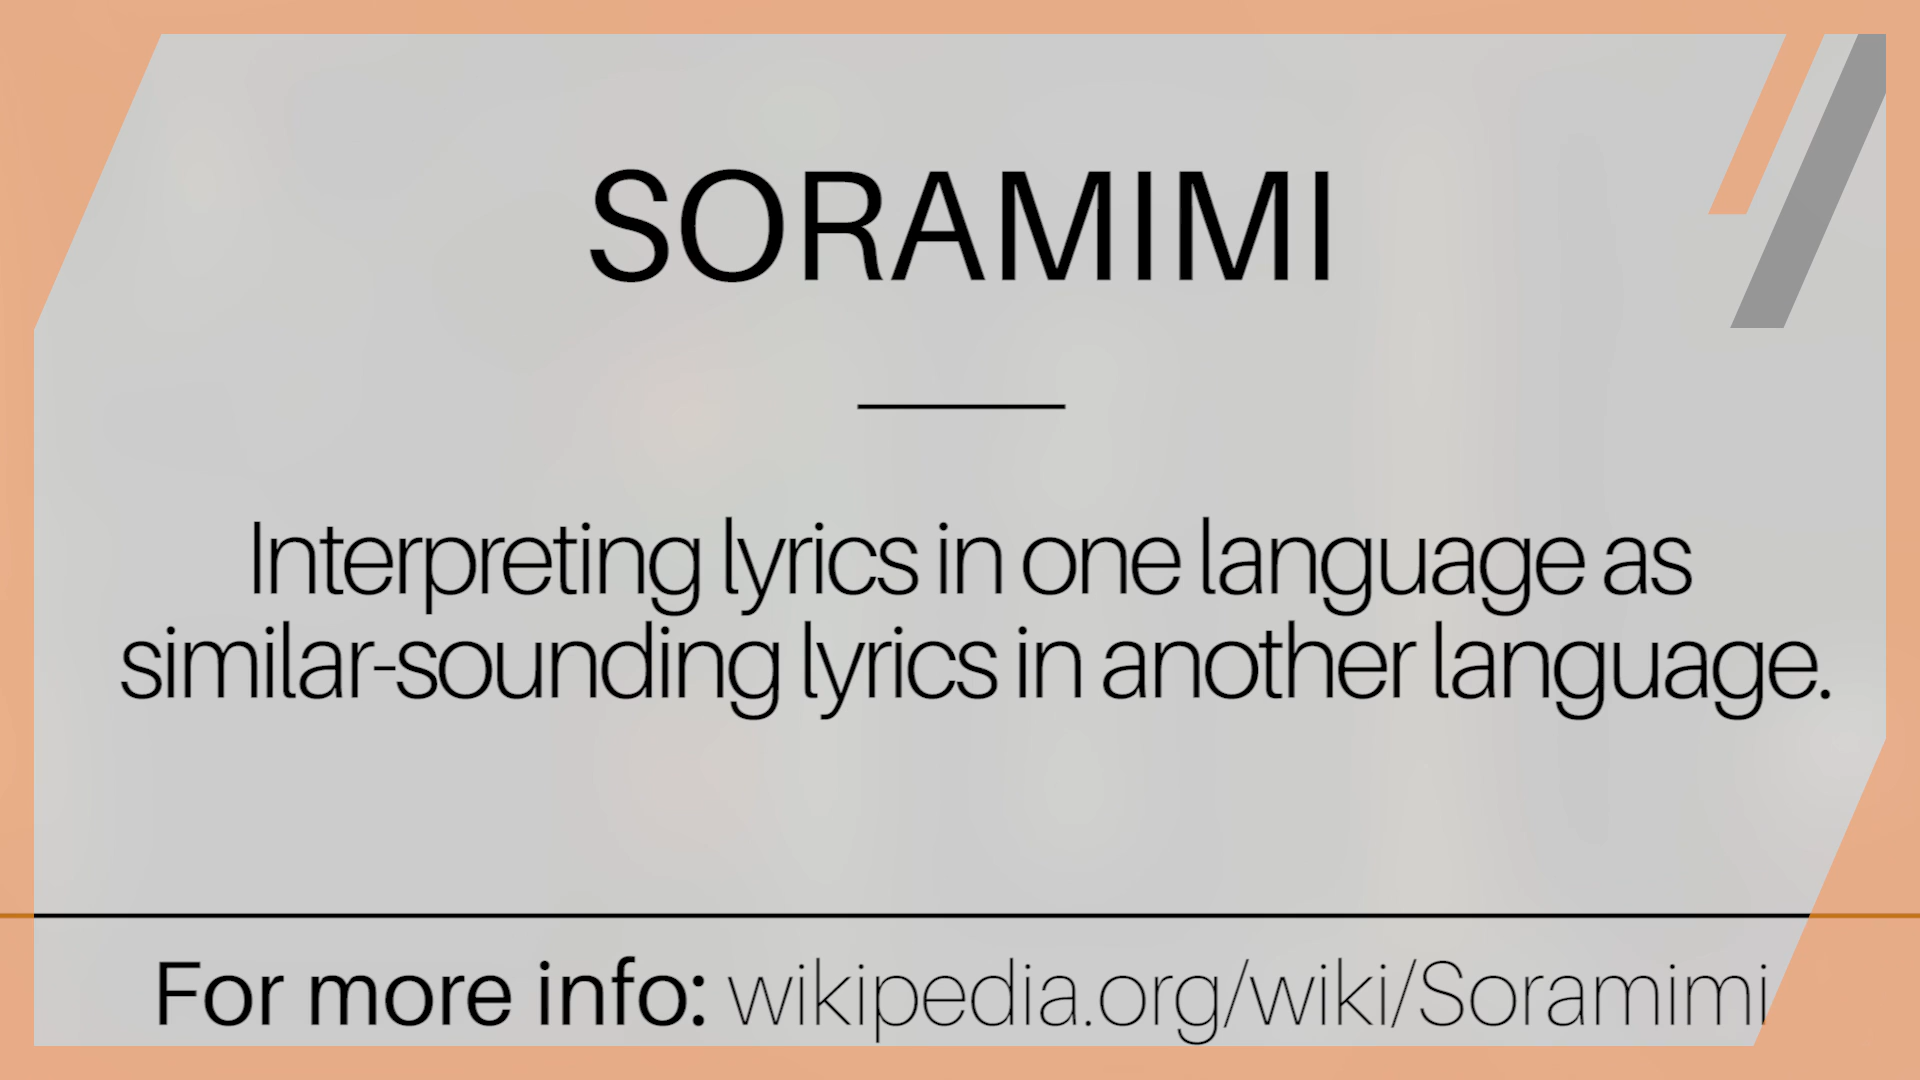 SORAMIMI
Interpreting lyrics in one language as
similar-sounding lyrics in another language.
For more info: wikipedia.org/wiki/Soramimi